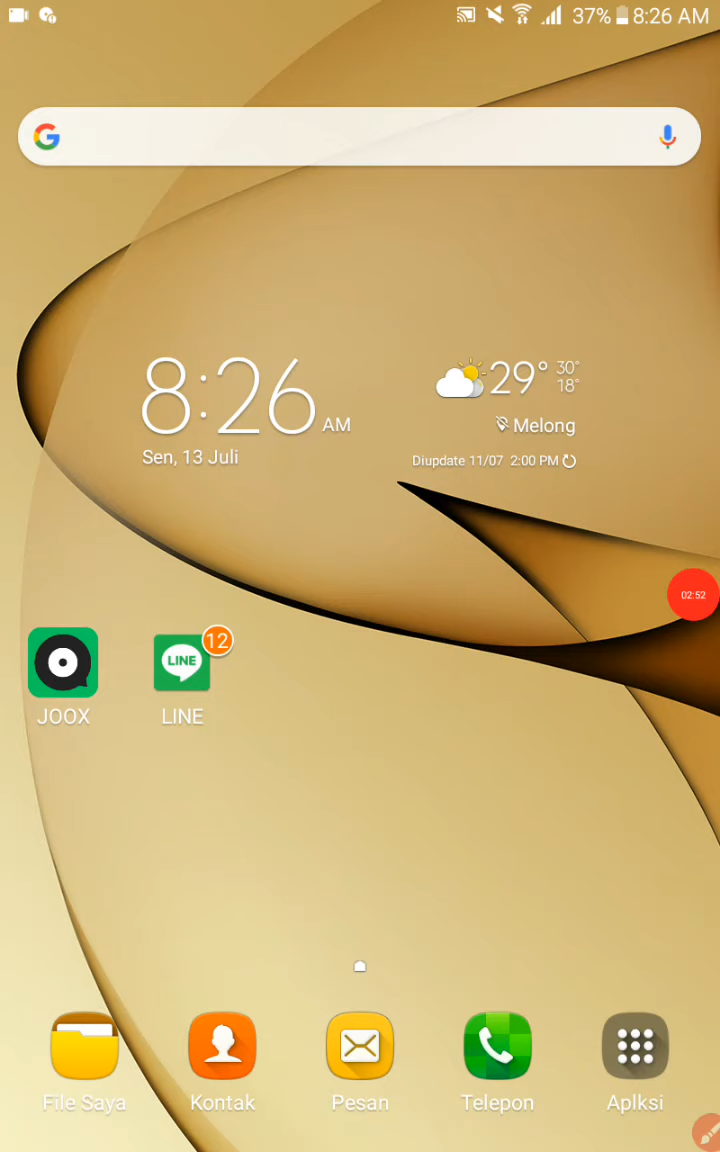 37% 8:26 AM
8:26 AM
Sen, 13 Juli
29° 30° 18°
Melong
Diupdate 11/07 2:00 PM
02:52
12
LINE
JOOX
LINE
File Saya
Kontak
Pesan
Telepon
Aplksi